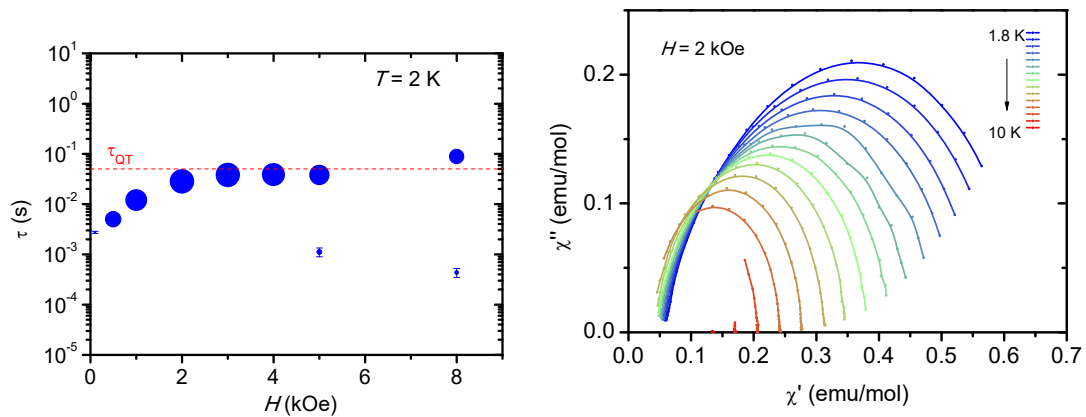 10¹
10⁰
10⁻¹
10⁻²
10⁻³
10⁻⁴
10⁻⁵
τ (s)
T = 2 K
τQT
0 2 4 6 8
H (kOe)
H = 2 kOe
1.8 K
10 K
0.2
0.1
0.0
χ'' (emu/mol)
0.0 0.1 0.2 0.3 0.4 0.5 0.6 0.7
χ' (emu/mol)